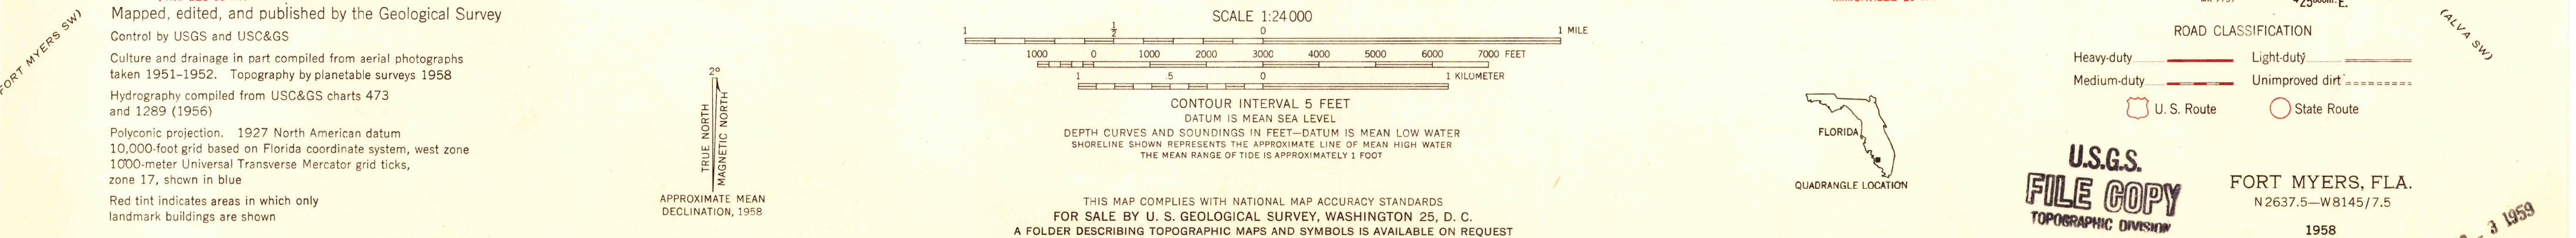 FORT MYERS SW)
Mapped, edited, and published by the Geological Survey
Control by USGS and USC&GS
Culture and drainage in part compiled from aerial photographs
taken 1951–1952. Topography by planetable surveys 1958
Hydrography compiled from USC&GS charts 473
and 1289 (1956)
Polyconic projection. 1927 North American datum
10,000-foot grid based on Florida coordinate system, west zone
1000-meter Universal Transverse Mercator grid ticks,
zone 17, shown in blue
Red tint indicates areas in which only
landmark buildings are shown
2°
TRUE NORTH
MAGNETIC NORTH
APPROXIMATE MEAN
DECLINATION, 1958
SCALE 1:24000
1 ½ 0 1 MILE
1000 0 1000 2000 3000 4000 5000 6000 7000 FEET
1 .5 0 1 KILOMETER
CONTOUR INTERVAL 5 FEET
DATUM IS MEAN SEA LEVEL
DEPTH CURVES AND SOUNDINGS IN FEET—DATUM IS MEAN LOW WATER
SHORELINE SHOWN REPRESENTS THE APPROXIMATE LINE OF MEAN HIGH WATER
THE MEAN RANGE OF TIDE IS APPROXIMATELY 1 FOOT
THIS MAP COMPLIES WITH NATIONAL MAP ACCURACY STANDARDS
FOR SALE BY U. S. GEOLOGICAL SURVEY, WASHINGTON 25, D. C.
A FOLDER DESCRIBING TOPOGRAPHIC MAPS AND SYMBOLS IS AVAILABLE ON REQUEST
FLORIDA
QUADRANGLE LOCATION
(ALVA SW)
ROAD CLASSIFICATION
Heavy-duty Light-duty
Medium-duty Unimproved dirt
U. S. Route State Route
U.S.G.S.
FILE COPY
TOPOGRAPHIC DIVISION
FORT MYERS, FLA.
N2637.5—W8145/7.5
1958
3 1959